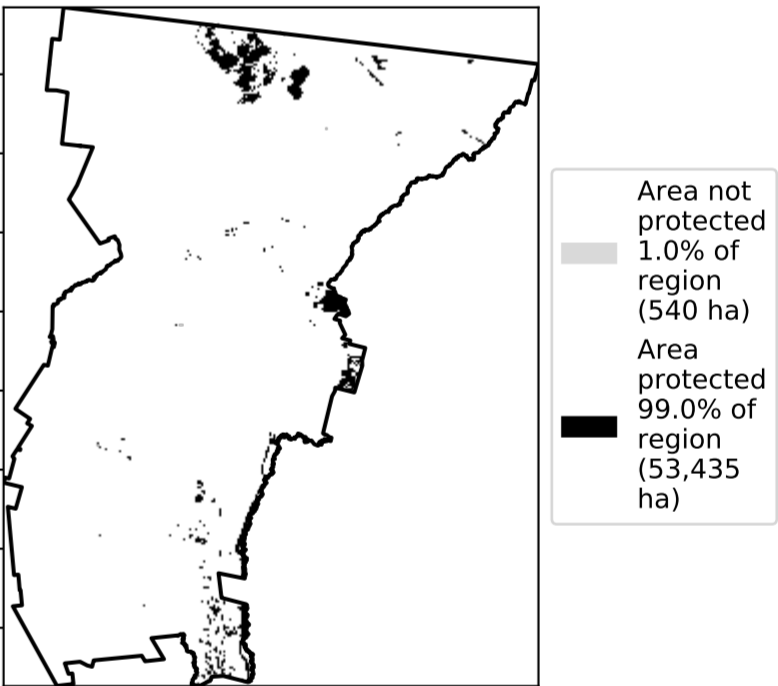 Area not
protected
1.0% of
region
(540 ha)
Area
protected
99.0% of
region
(53,435
ha)